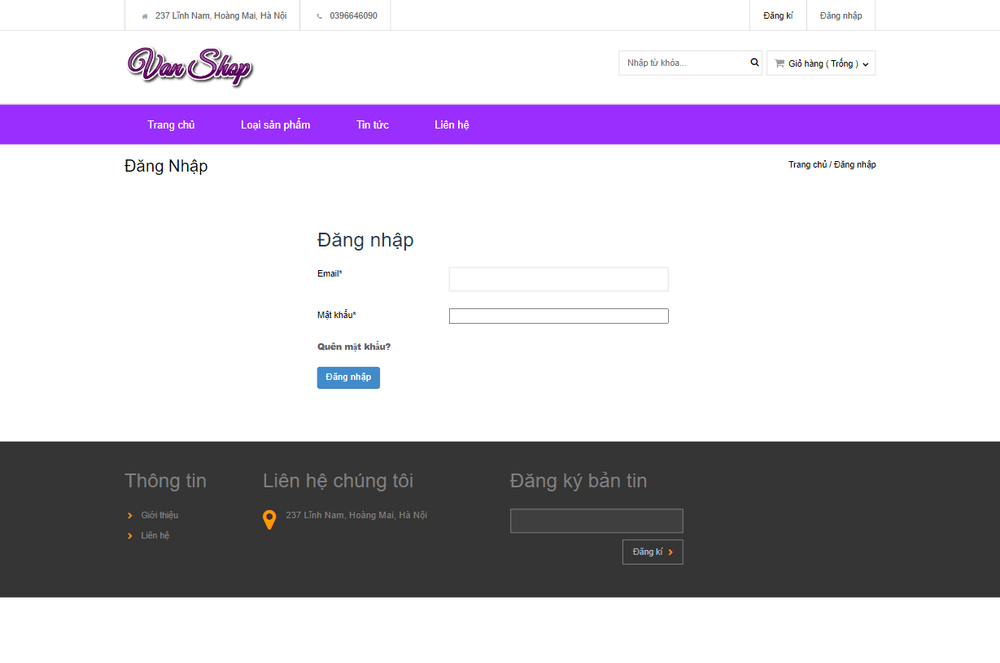 237 Lĩnh Nam, Hoàng Mai, Hà Nội 0396646090 Đăng kí Đăng nhập
Van Shop
Nhập từ khóa... Giỏ hàng ( Trống )
Trang chủ Loại sản phẩm Tin tức Liên hệ
Đăng Nhập Trang chủ / Đăng nhập
Đăng nhập
Email*
Mật khẩu*
Quên mật khẩu?
Đăng nhập
Thông tin Liên hệ chúng tôi Đăng ký bản tin
Giới thiệu 237 Lĩnh Nam, Hoàng Mai, Hà Nội
Liên hệ
Đăng kí